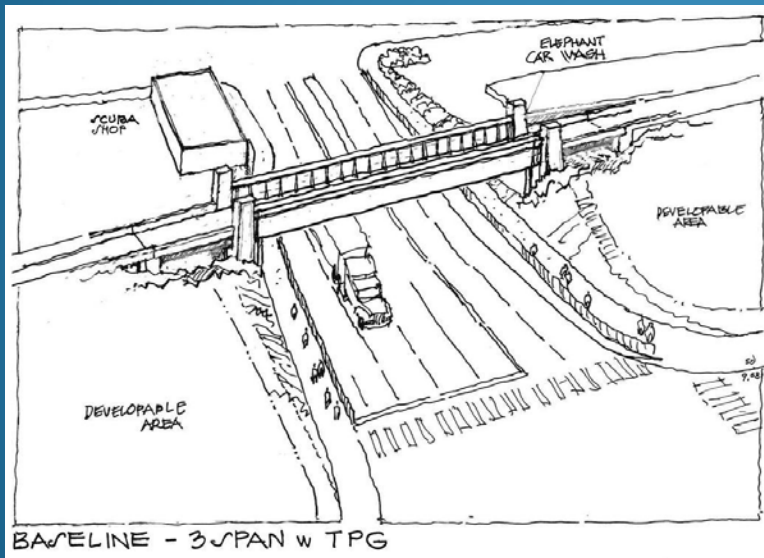 ELEPHANT
CAR WASH
SCUBA
SHOP
DEVELOPABLE
AREA
DEVELOPABLE
AREA
BASELINE - 3 SPAN w TPG